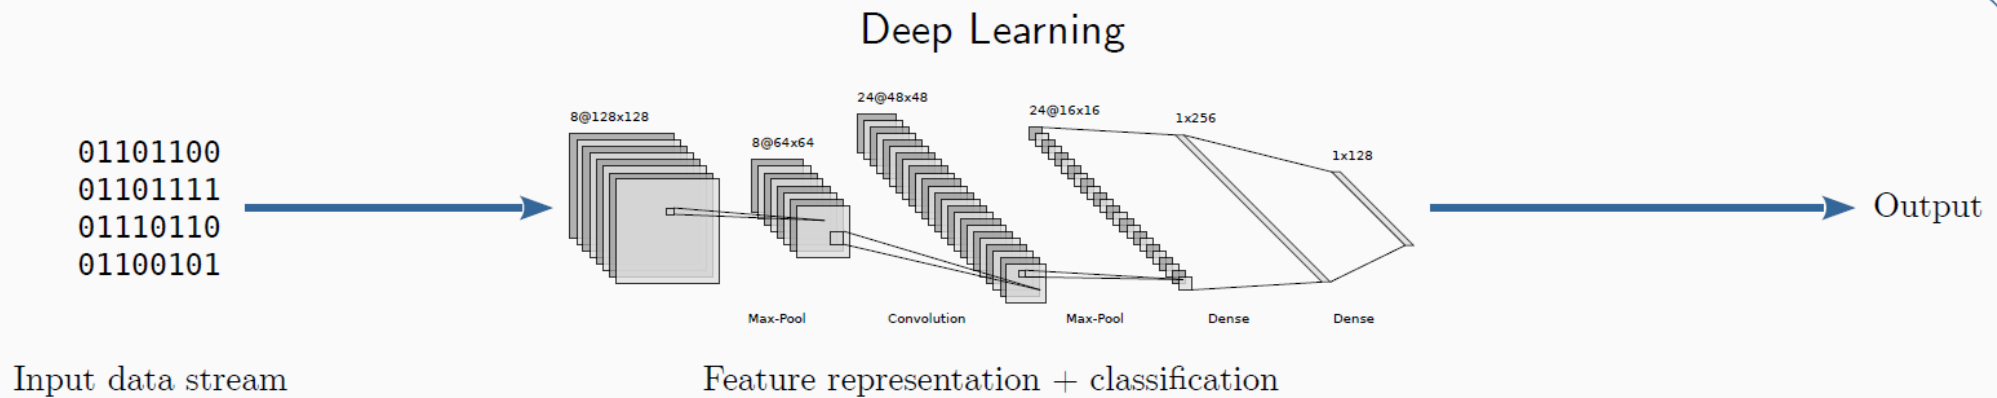 Deep Learning
01101100
01101111
01110110
01100101
8@128x128
8@64x64
24@48x48
24@16x16
1x256
1x128
Output
Max-Pool
Convolution
Max-Pool
Dense
Dense
Input data stream
Feature representation + classification